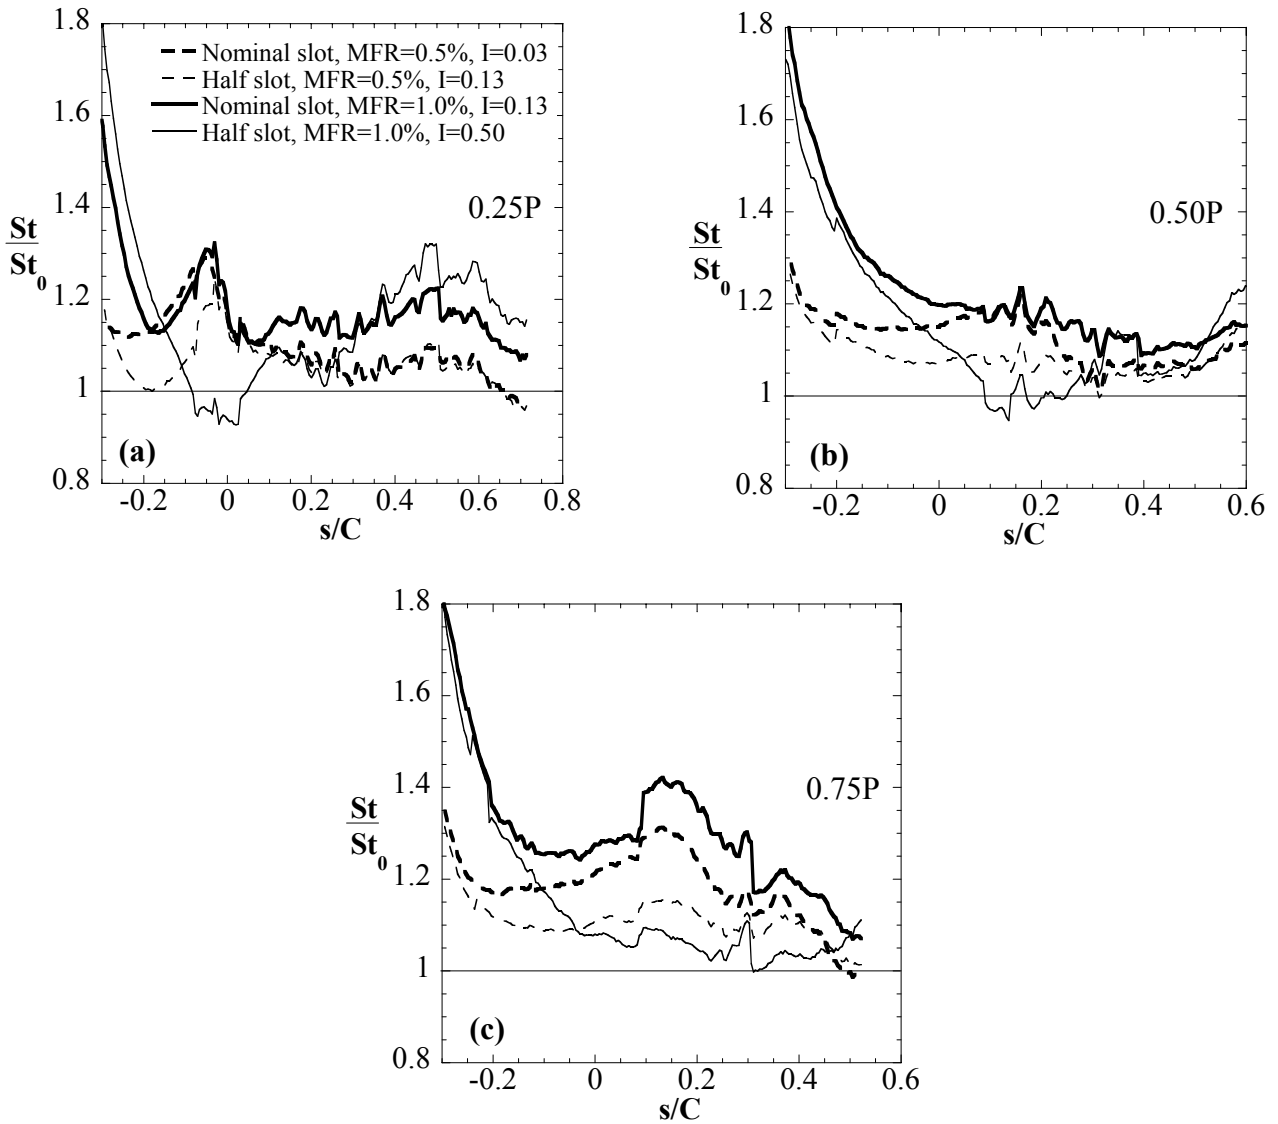 1.8
1.6
1.4
1.2
1
0.8
St
St0
Nominal slot, MFR=0.5%, I=0.03
Half slot, MFR=0.5%, I=0.13
Nominal slot, MFR=1.0%, I=0.13
Half slot, MFR=1.0%, I=0.50
0.25P
(a)
-0.2 0 0.2 0.4 0.6 0.8
s/C
1.8
1.6
1.4
1.2
1
0.8
St
St0
0.50P
(b)
-0.2 0 0.2 0.4 0.6
s/C
1.8
1.6
1.4
1.2
1
0.8
St
St0
0.75P
(c)
-0.2 0 0.2 0.4 0.6
s/C